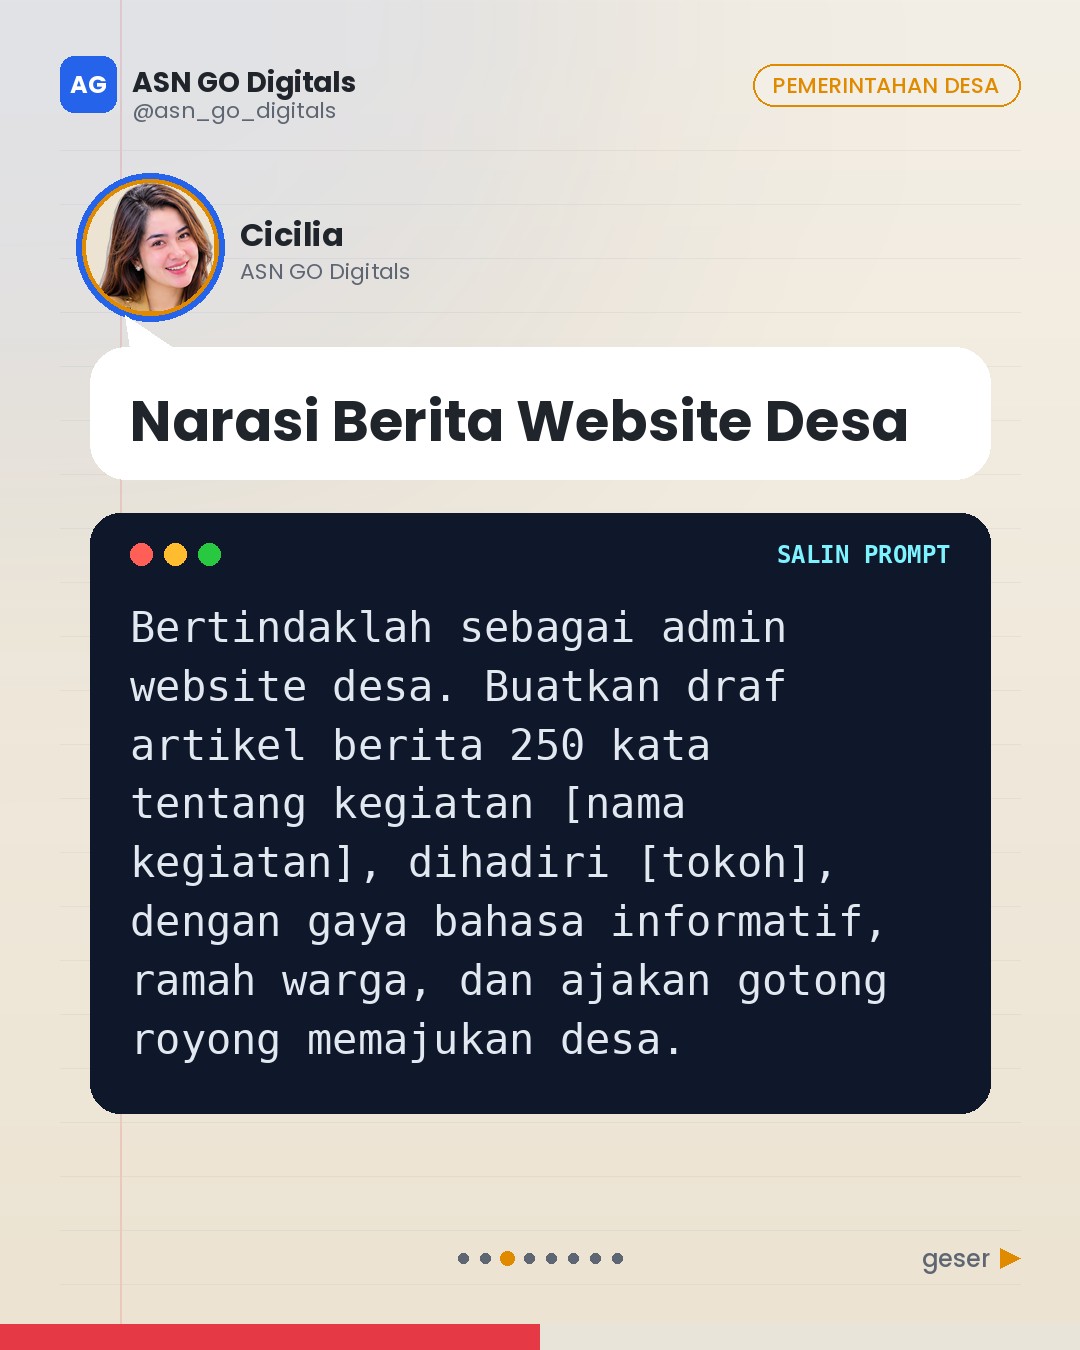 AG
ASN GO Digitals
@asn_go_digitals
PEMERINTAHAN DESA
Cicilia
ASN GO Digitals
Narasi Berita Website Desa
SALIN PROMPT
Bertindaklah sebagai admin
website desa. Buatkan draf
artikel berita 250 kata
tentang kegiatan [nama
kegiatan], dihadiri [tokoh],
dengan gaya bahasa informatif,
ramah warga, dan ajakan gotong
royong memajukan desa.
geser